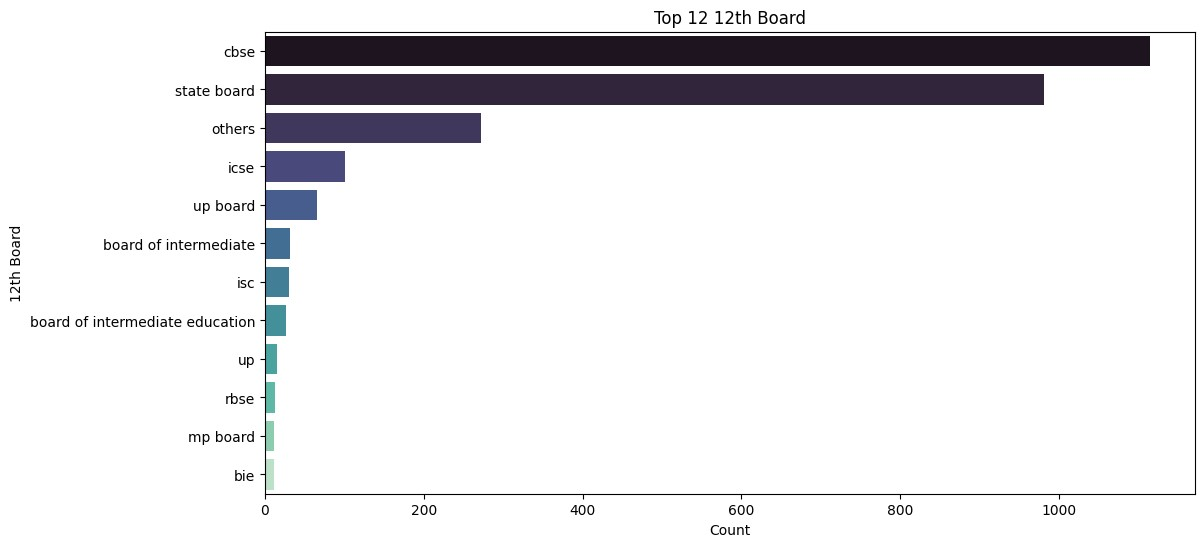 Top 12 12th Board
12th Board
cbse
state board
others
icse
up board
board of intermediate
isc
board of intermediate education
up
rbse
mp board
bie
0 200 400 600 800 1000
Count